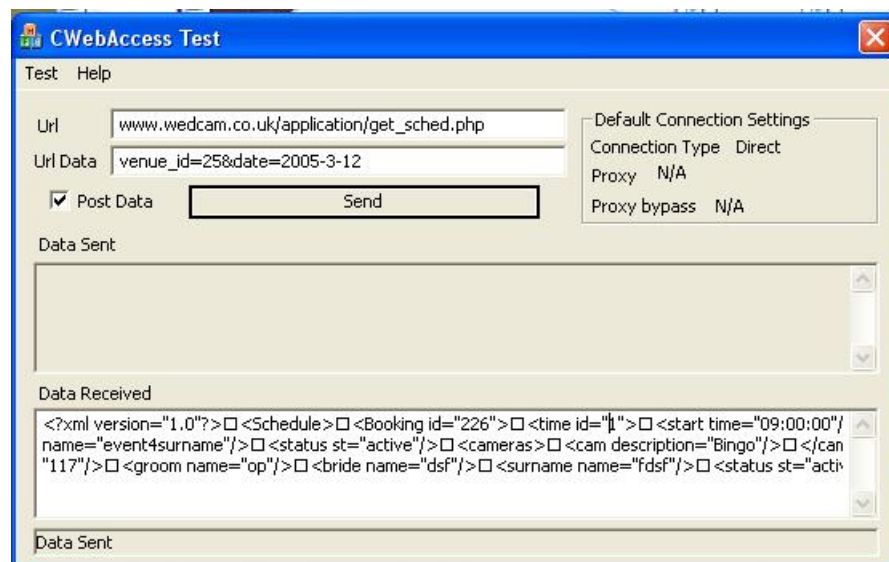 CWebAccess Test
Test Help
Url www.wedcam.co.uk/application/get_sched.php
Url Data venue_id=25&date=2005-3-12
Post Data Send
Default Connection Settings
Connection Type Direct
Proxy N/A
Proxy bypass N/A
Data Sent
Data Received
<?xml version="1.0"?>□ <Schedule>□ <Booking id="226">□ <time id="1">□ <start time="09:00:00"/
name="event4surname"/>□ <status st="active"/>□ <cameras>□ <cam description="Bingo"/>□ </can
"117"/>□ <groom name="op"/>□ <bride name="dsf"/>□ <surname name="fdsf"/>□ <status st="activ
Data Sent